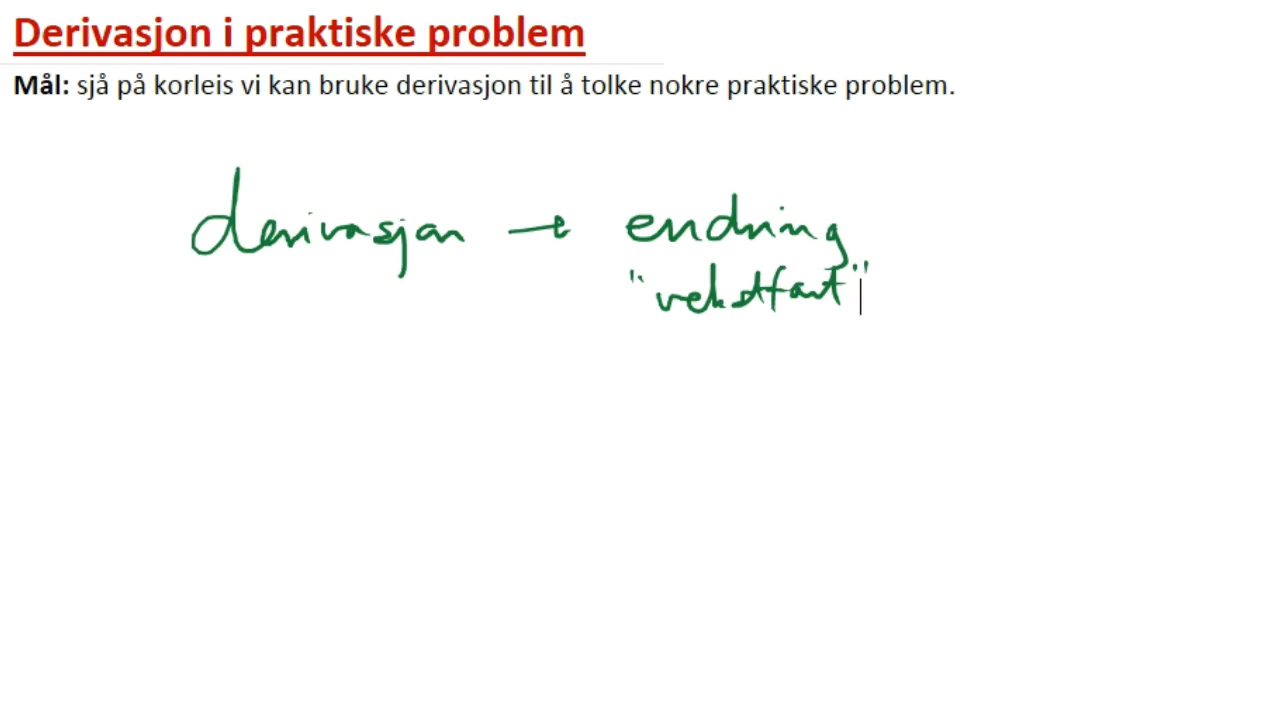 Derivasjon i praktiske problem
Mål: sjå på korleis vi kan bruke derivasjon til å tolke nokre praktiske problem.
derivasjon → endring
"vekstfart"